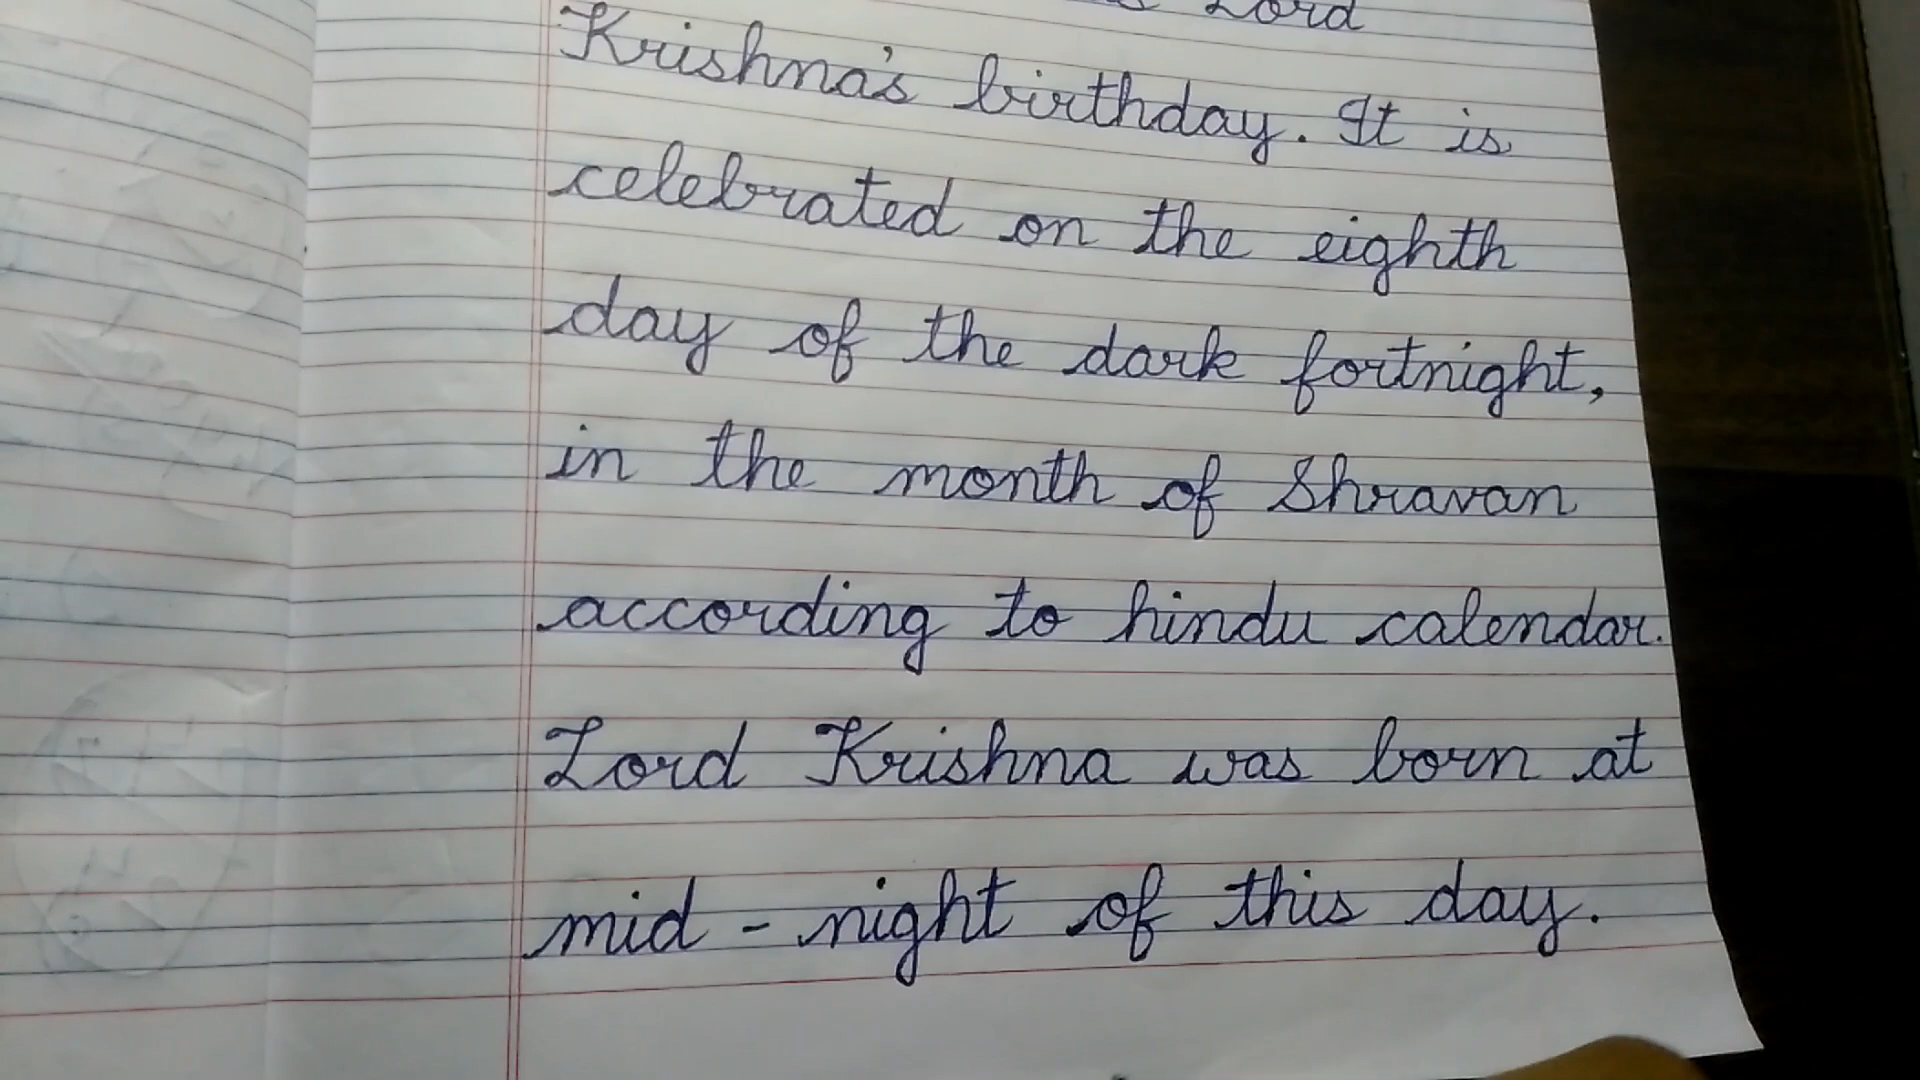 Lord
Krishna's birthday. It is
celebrated on the eighth
day of the dark fortnight,
in the month of Shravan
according to hindu calendar.
Lord Krishna was born at
mid - night of this day.